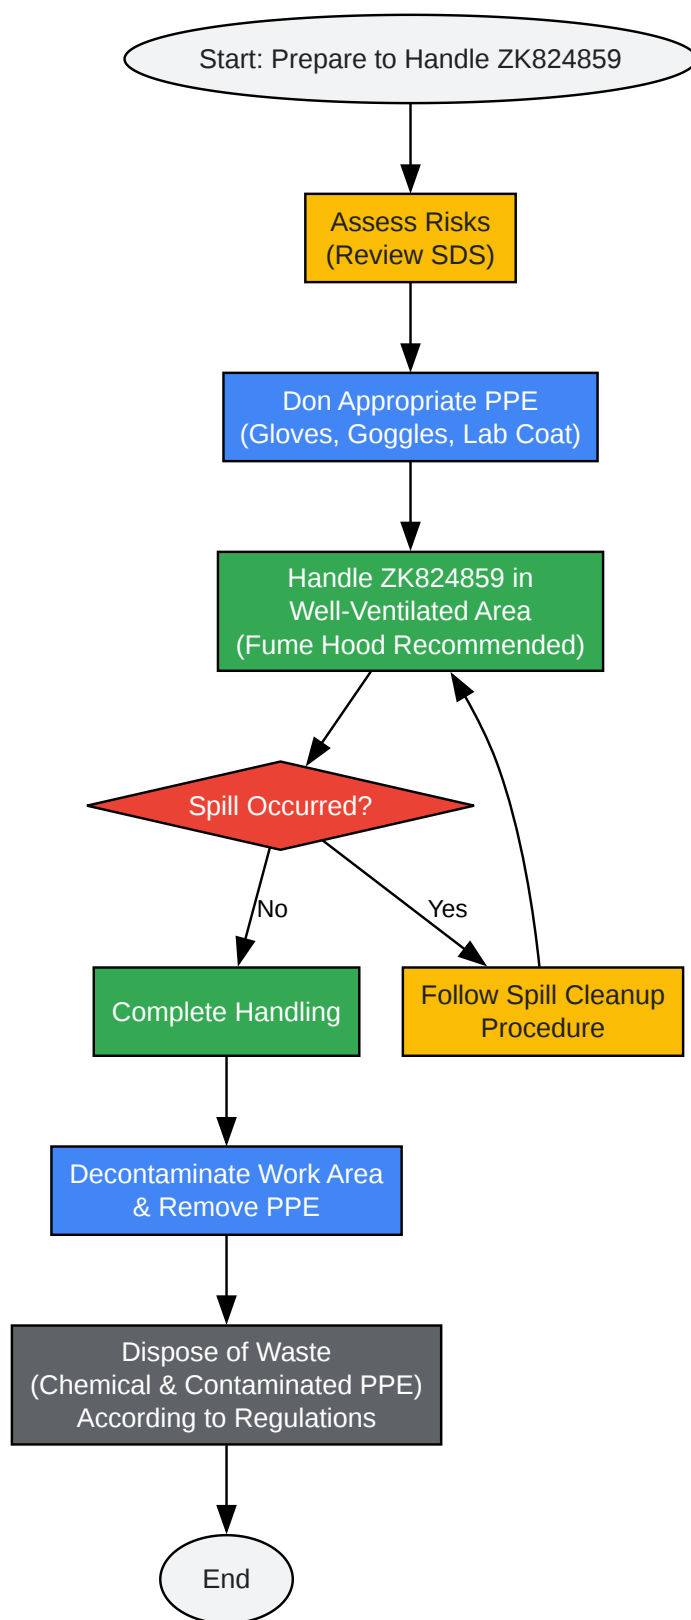 Start: Prepare to Handle ZK824859
Assess Risks
(Review SDS)
Don Appropriate PPE
(Gloves, Goggles, Lab Coat)
Handle ZK824859 in
Well-Ventilated Area
(Fume Hood Recommended)
Spill Occurred?
No
Yes
Complete Handling
Follow Spill Cleanup
Procedure
Decontaminate Work Area
& Remove PPE
Dispose of Waste
(Chemical & Contaminated PPE)
According to Regulations
End